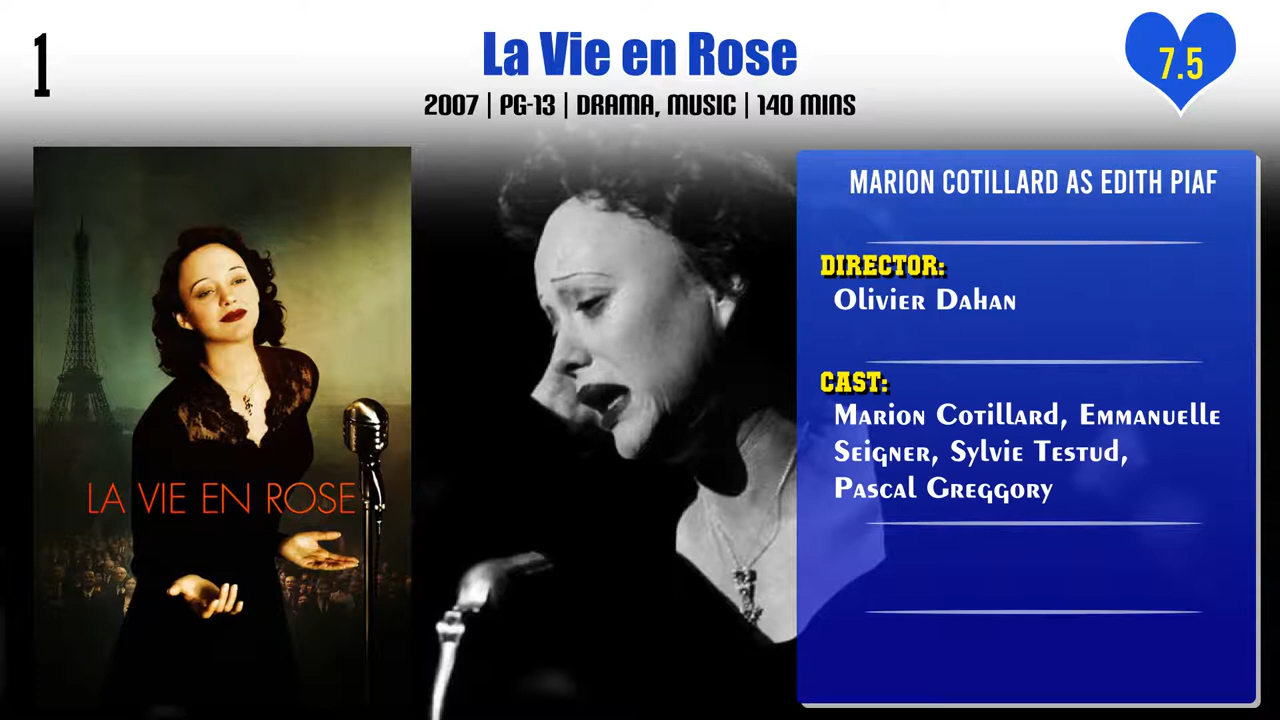 1
La Vie en Rose
7.5
2007 | PG-13 | DRAMA, MUSIC | 140 MINS
LA VIE EN ROSE
MARION COTILLARD AS EDITH PIAF
DIRECTOR:
Olivier Dahan
CAST:
Marion Cotillard, Emmanuelle
Seigner, Sylvie Testud,
Pascal Greggory